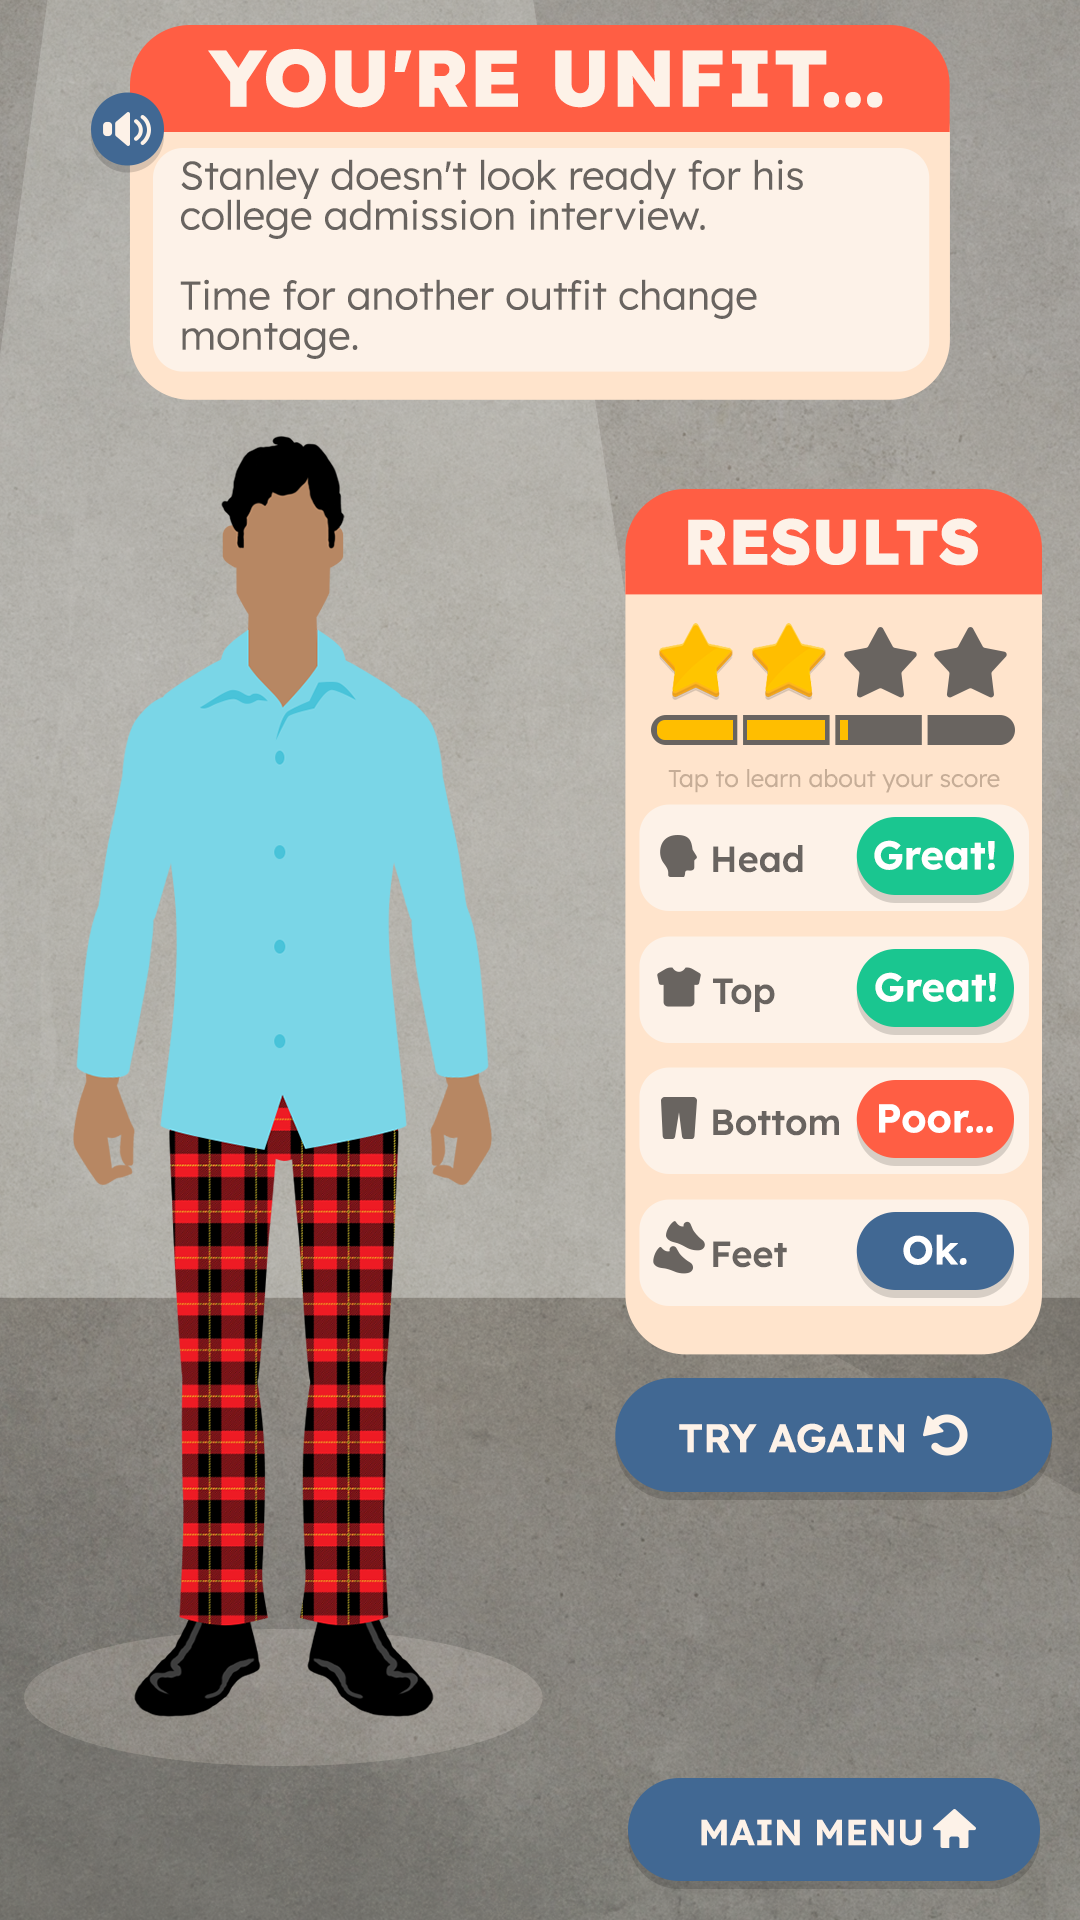 YOU'RE UNFIT...
Stanley doesn't look ready for his
college admission interview.
Time for another outfit change
montage.
RESULTS
Tap to learn about your score
Head
Great!
Top
Great!
Bottom
Poor...
Feet
Ok.
TRY AGAIN
MAIN MENU